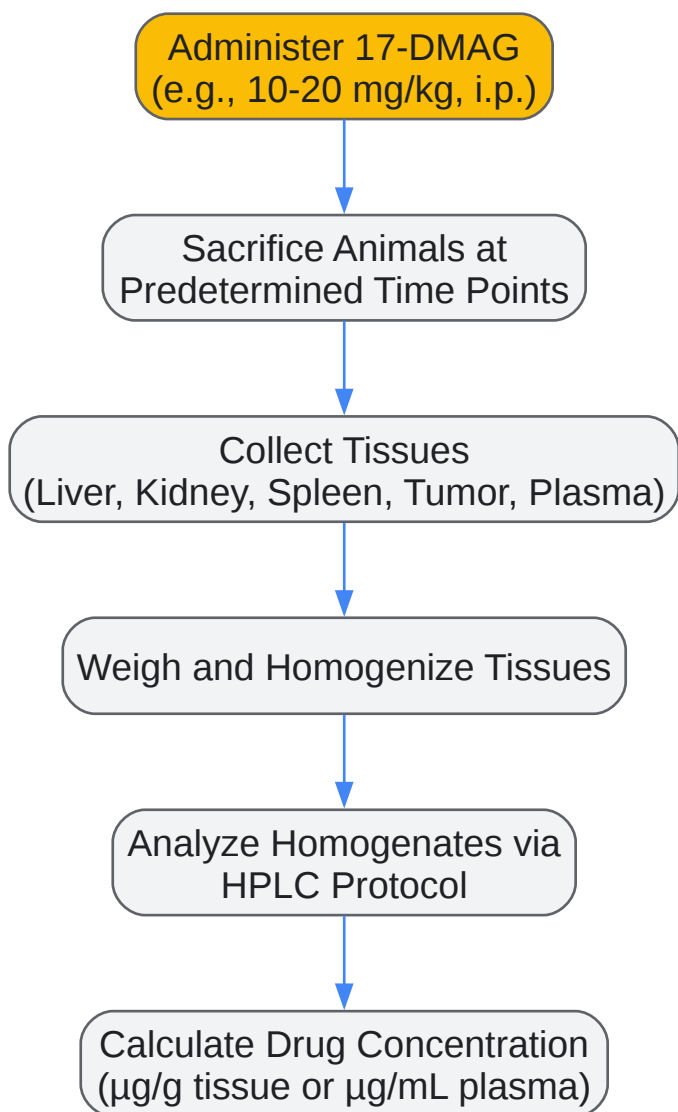 Administer 17-DMAG
(e.g., 10-20 mg/kg, i.p.)
Sacrifice Animals at
Predetermined Time Points
Collect Tissues
(Liver, Kidney, Spleen, Tumor, Plasma)
Weigh and Homogenize Tissues
Analyze Homogenates via
HPLC Protocol
Calculate Drug Concentration
(µg/g tissue or µg/mL plasma)